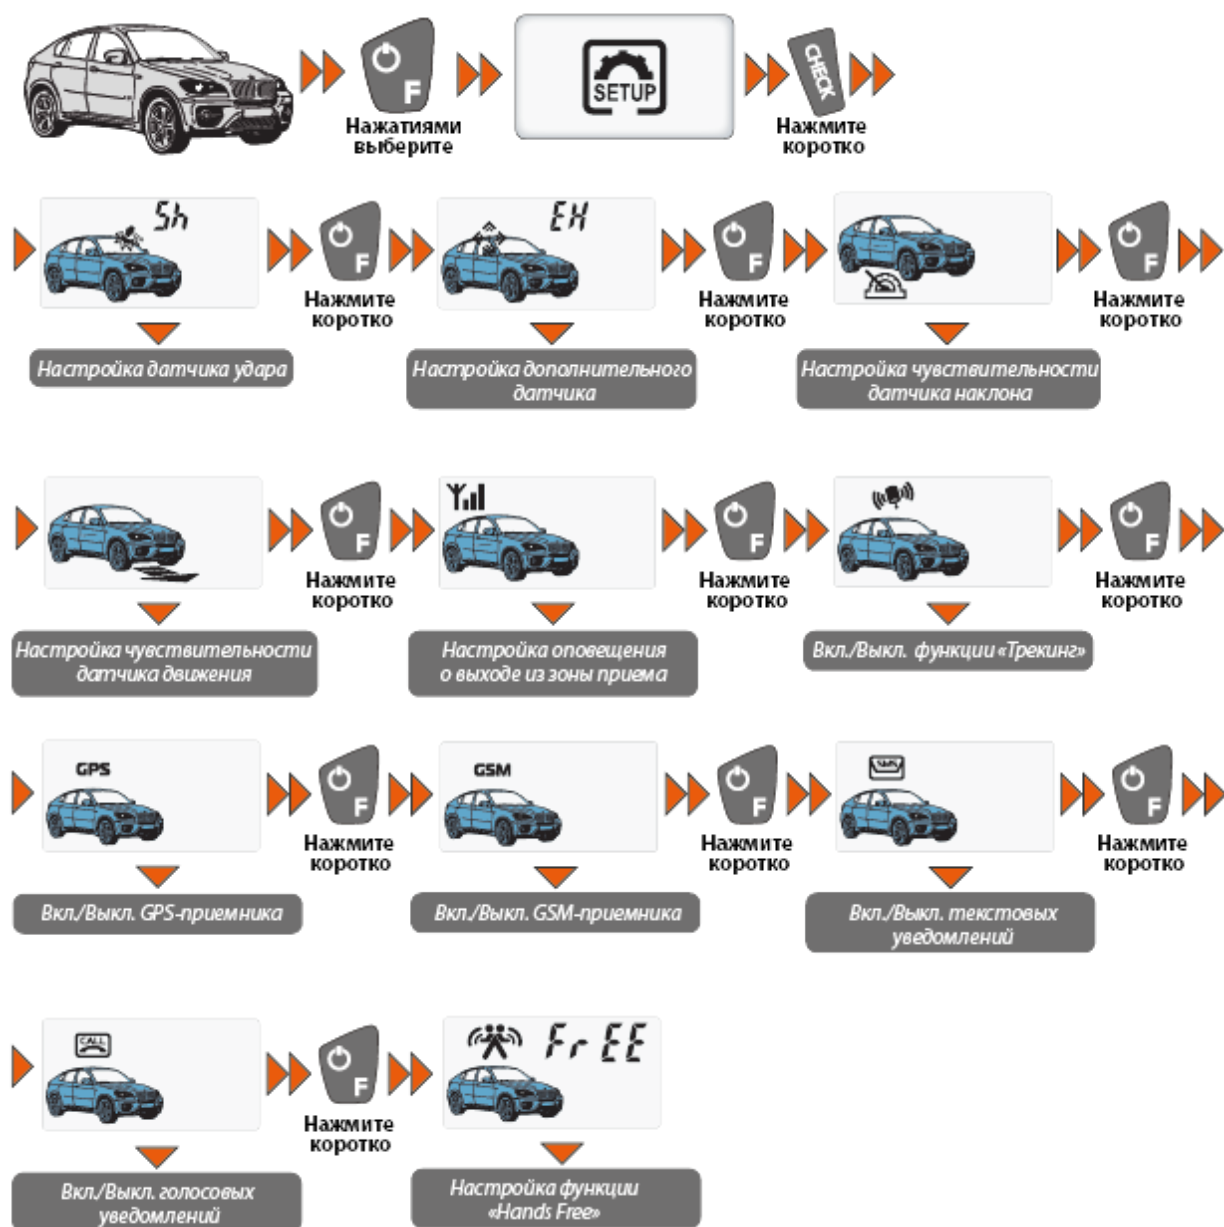 F
SETUP
CHECK
Нажатиями
выберите
Нажмите
коротко
Sh
F
EH
F
F
Нажмите
коротко
Нажмите
коротко
Нажмите
коротко
Настройка датчика удара
Настройка дополнительного
датчика
Настройка чувствительности
датчика наклона
F
F
F
Нажмите
коротко
Нажмите
коротко
Нажмите
коротко
Настройка чувствительности
датчика движения
Настройка оповещения
о выходе из зоны приема
Вкл./Выкл. функции «Трекинг»
GPS
F
GSM
F
SMS
F
Нажмите
коротко
Нажмите
коротко
Нажмите
коротко
Вкл./Выкл. GPS-приемника
Вкл./Выкл. GSM-приемника
Вкл./Выкл. текстовых
уведомлений
CALL
F
FrEE
Нажмите
коротко
Вкл./Выкл. голосовых
уведомлений
Настройка функции
«Hands Free»